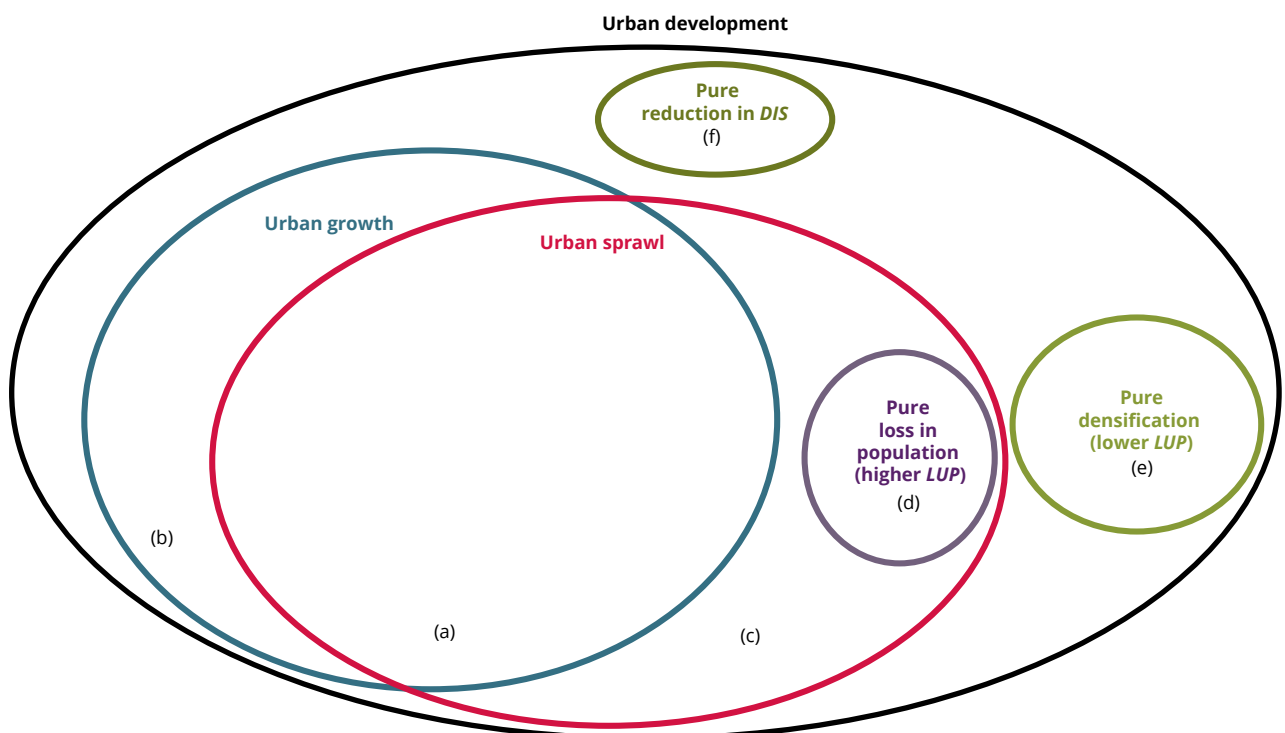 Urban development
Pure
reduction in DIS
(f)
Urban growth
Urban sprawl
Pure
loss in
population
(higher LUP)
(d)
Pure
densification
(lower LUP)
(e)
(b)
(a)
(c)